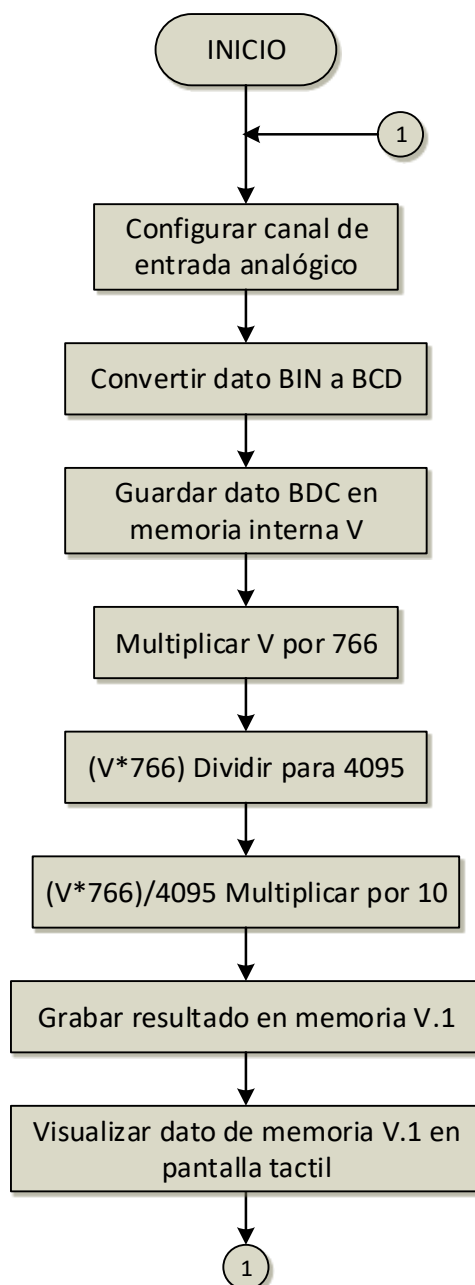 INICIO
1
Configurar canal de
entrada analógico
Convertir dato BIN a BCD
Guardar dato BDC en
memoria interna V
Multiplicar V por 766
(V*766) Dividir para 4095
(V*766)/4095 Multiplicar por 10
Grabar resultado en memoria V.1
Visualizar dato de memoria V.1 en
pantalla tactil
1